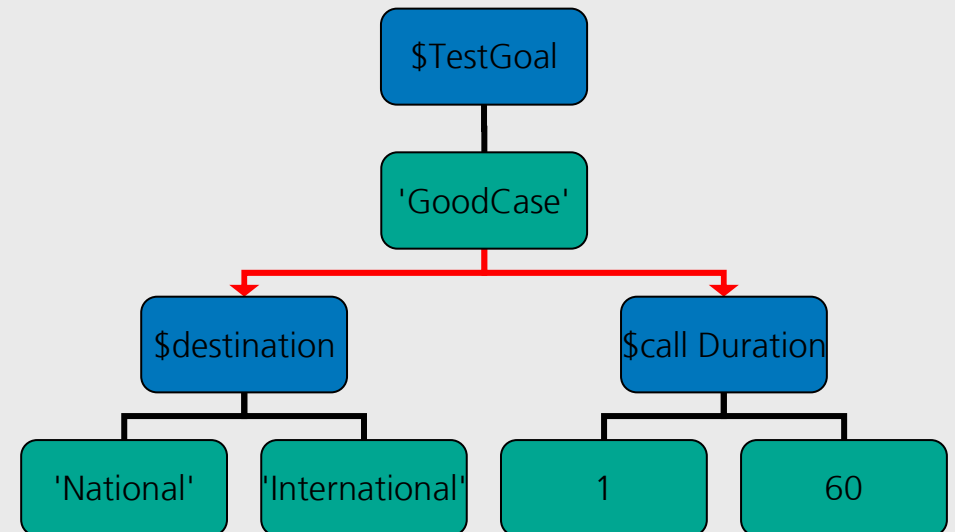 $TestGoal
'GoodCase'
$destination
$call Duration
'National'
'International'
1
60